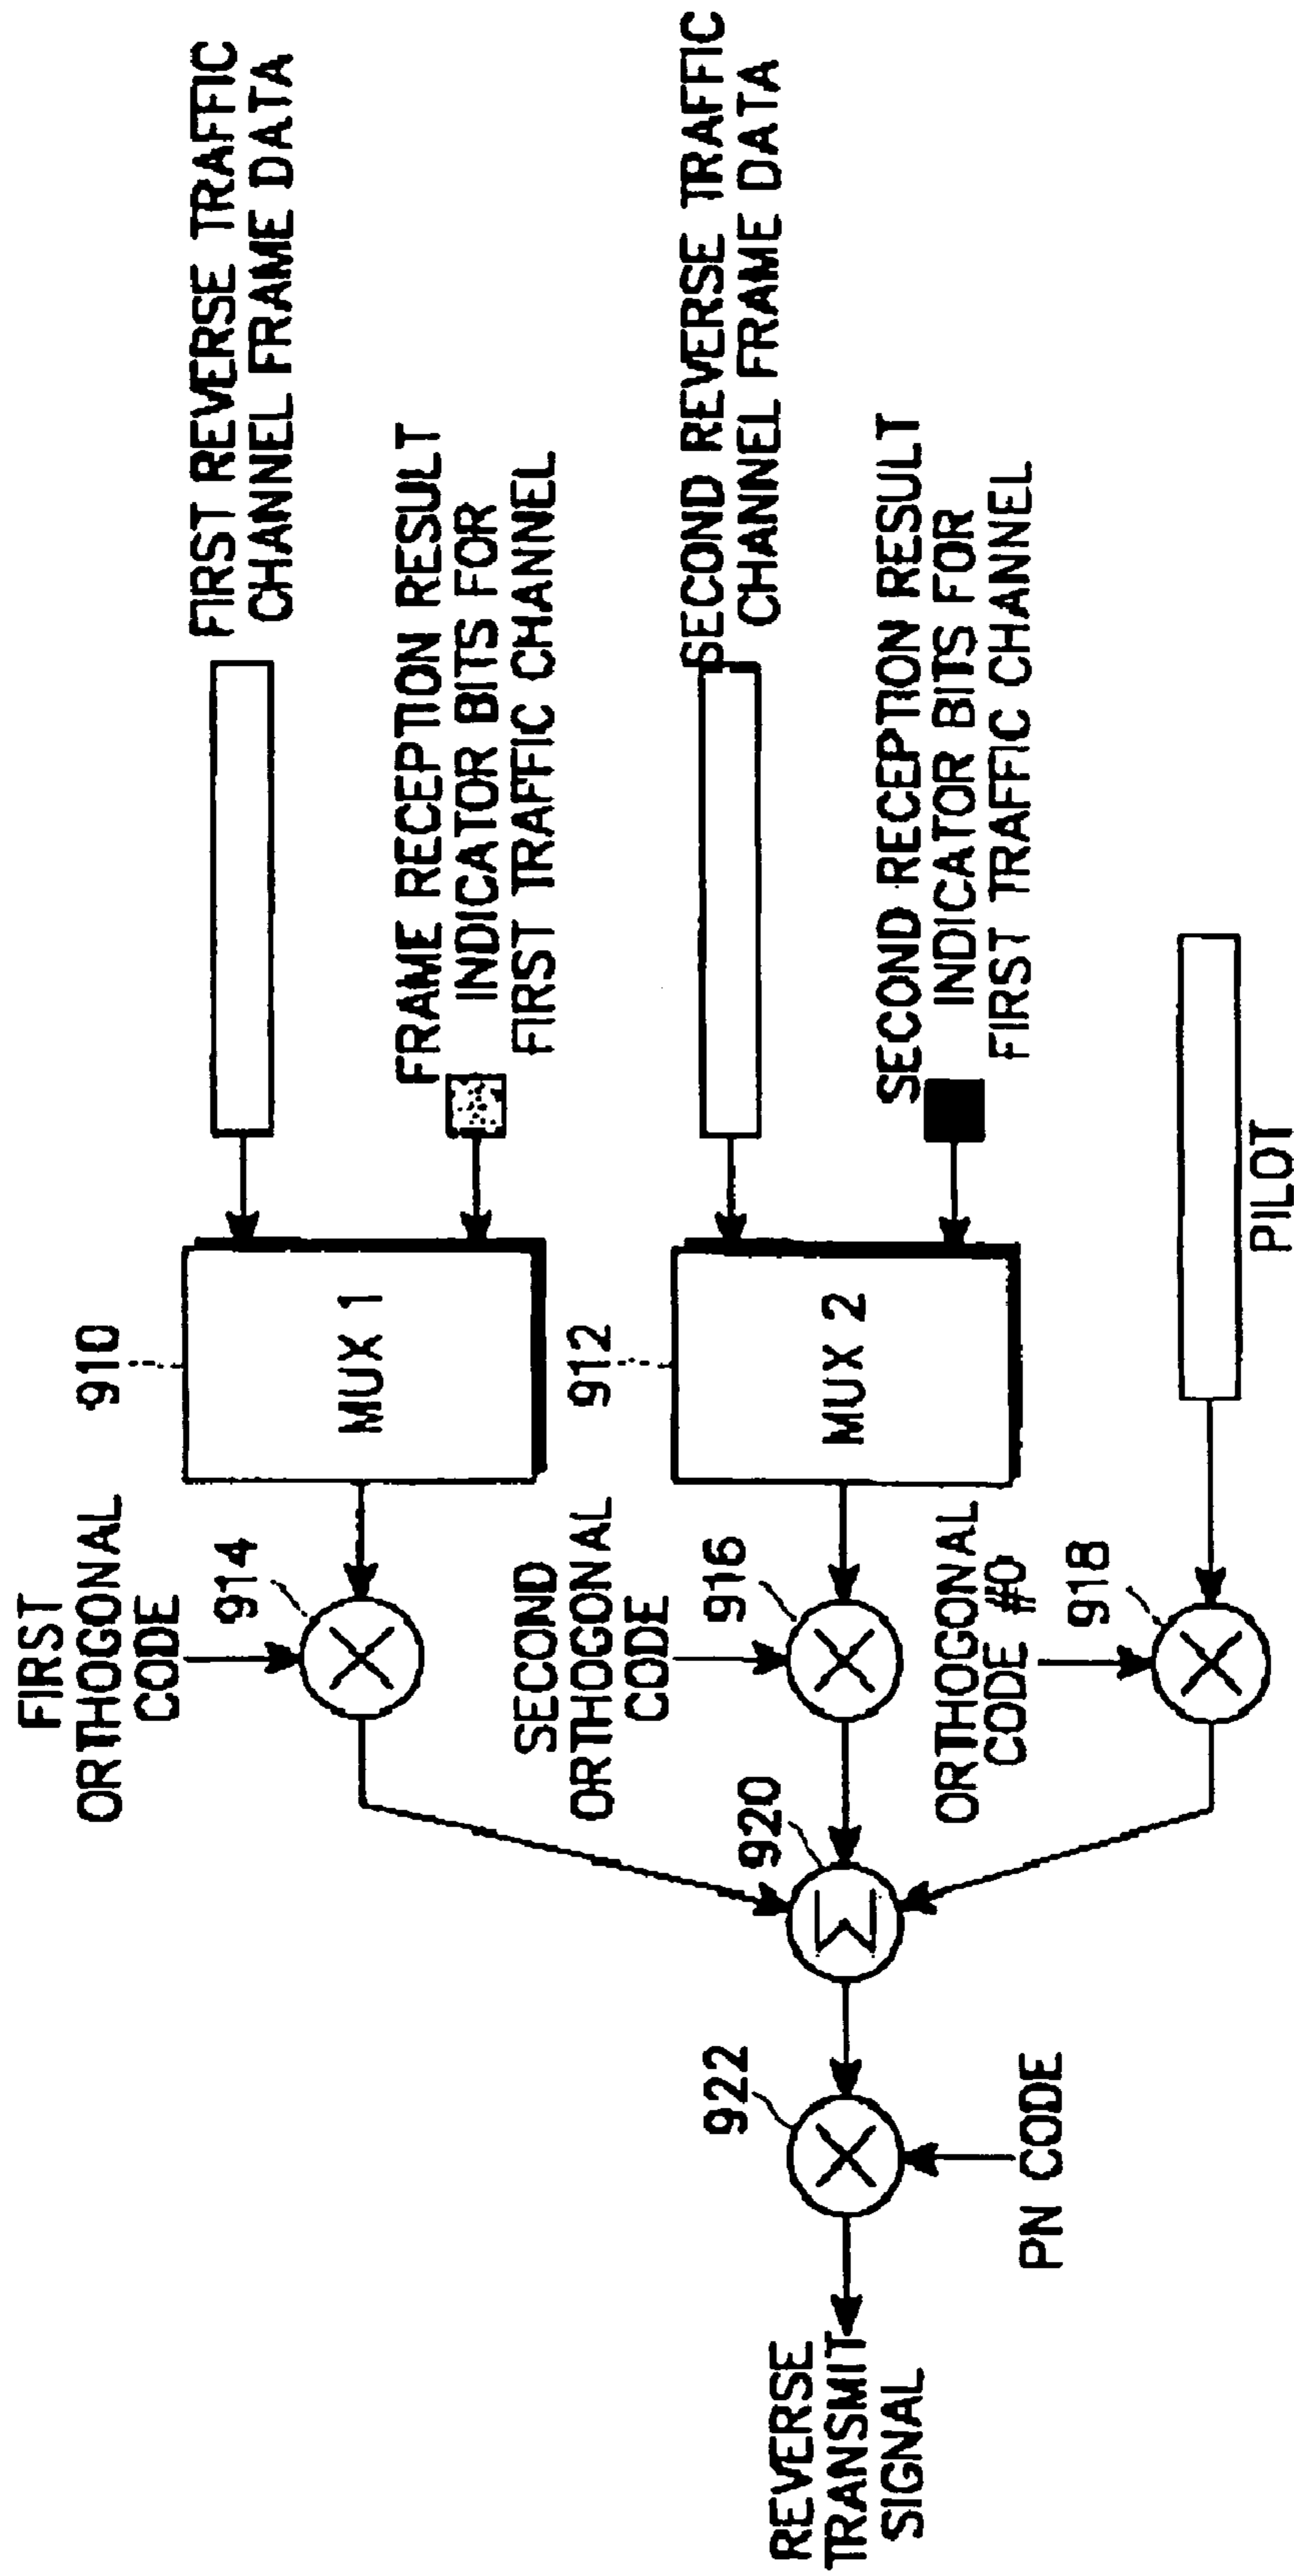 FIRST REVERSE TRAFFIC
CHANNEL FRAME DATA
FRAME RECEPTION RESULT
INDICATOR BITS FOR
FIRST TRAFFIC CHANNEL
SECOND REVERSE TRAFFIC
CHANNEL FRAME DATA
SECOND RECEPTION RESULT
INDICATOR BITS FOR
FIRST TRAFFIC CHANNEL
PILOT
910
MUX 1
912
MUX 2
FIRST
ORTHOGONAL
CODE
914
SECOND
ORTHOGONAL
CODE
916
ORTHOGONAL
CODE #0
918
920
Σ
922
PN CODE
REVERSE
TRANSMIT
SIGNAL